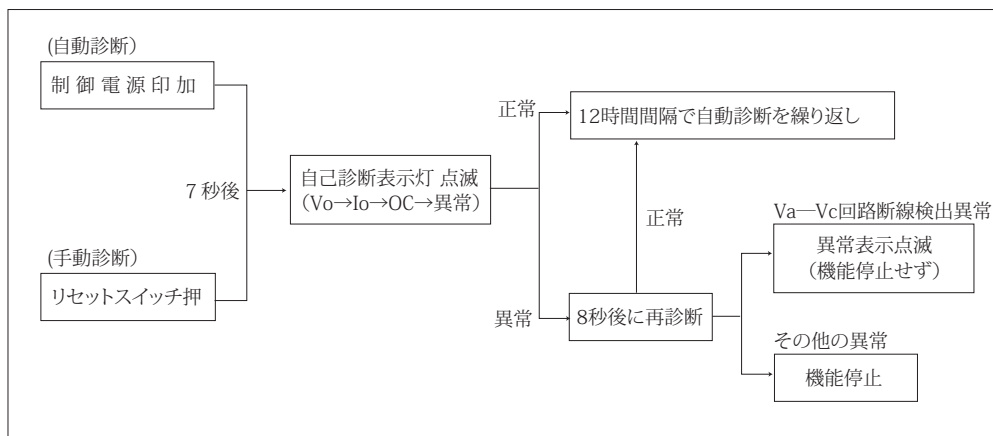 (自動診断)
制 御 電 源 印 加
7 秒後
(手動診断)
リセットスイッチ押
自己診断表示灯 点滅
(Vo→Io→OC→異常)
正常
12時間間隔で自動診断を繰り返し
正常
異常
8秒後に再診断
Va―Vc回路断線検出異常
異常表示点滅
(機能停止せず)
その他の異常
機能停止